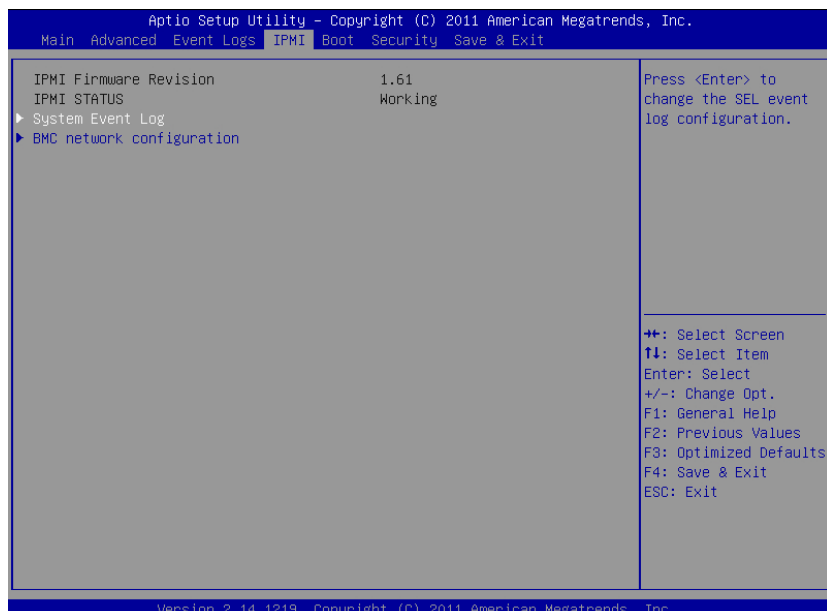 Aptio Setup Utility – Copyright (C) 2011 American Megatrends, Inc.
Main Advanced Event Logs IPMI Boot Security Save & Exit
IPMI Firmware Revision 1.61
IPMI STATUS Working
System Event Log
BMC network configuration
Press <Enter> to
change the SEL event
log configuration.
→←: Select Screen
↑↓: Select Item
Enter: Select
+/-: Change Opt.
F1: General Help
F2: Previous Values
F3: Optimized Defaults
F4: Save & Exit
ESC: Exit
Version 2.14.1219. Copyright (C) 2011 American Megatrends, Inc.